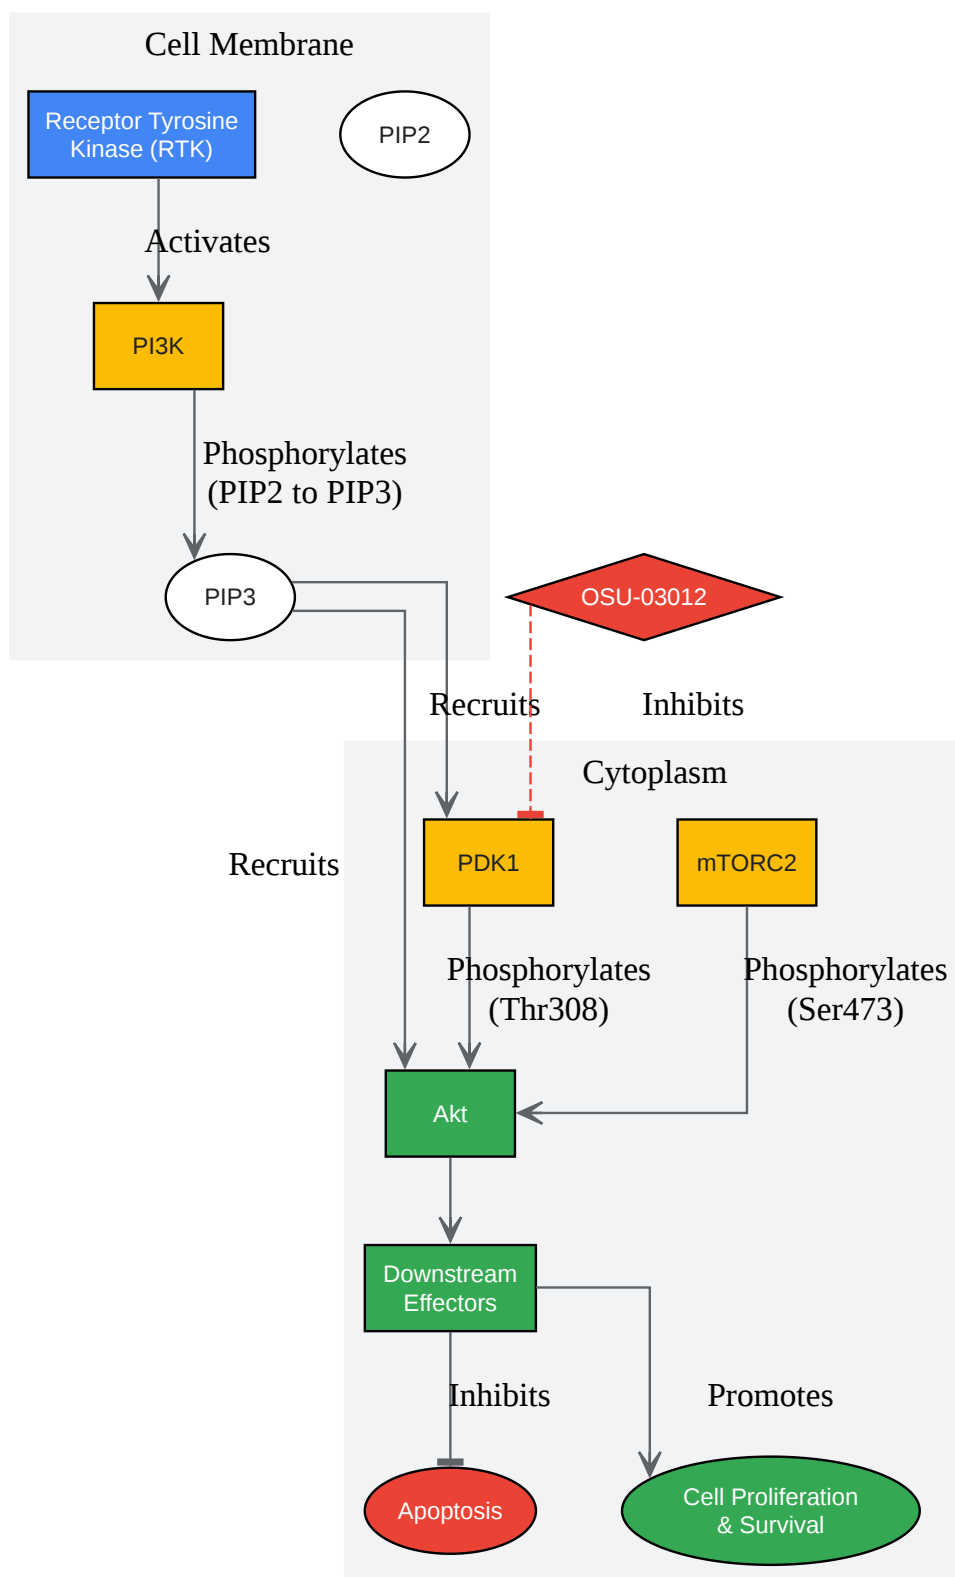 Cell Membrane
Receptor Tyrosine
Kinase (RTK)
PIP2
Activates
PI3K
Phosphorylates
(PIP2 to PIP3)
PIP3
OSU-03012
Recruits
Inhibits
Cytoplasm
PDK1
mTORC2
Recruits
Phosphorylates
(Thr308)
Phosphorylates
(Ser473)
Akt
Downstream
Effectors
Inhibits
Promotes
Apoptosis
Cell Proliferation
& Survival